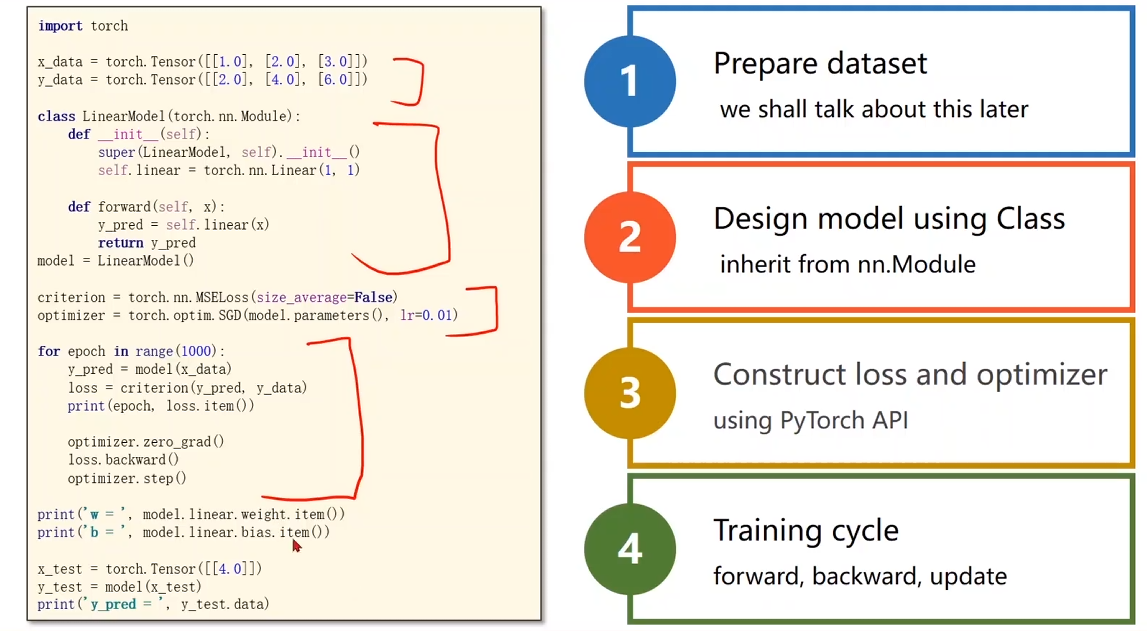 import torch
x_data = torch.Tensor([[1.0], [2.0], [3.0]])
y_data = torch.Tensor([[2.0], [4.0], [6.0]])
class LinearModel(torch.nn.Module):
    def __init__(self):
        super(LinearModel, self).__init__()
        self.linear = torch.nn.Linear(1, 1)
    def forward(self, x):
        y_pred = self.linear(x)
        return y_pred
model = LinearModel()
criterion = torch.nn.MSELoss(size_average=False)
optimizer = torch.optim.SGD(model.parameters(), lr=0.01)
for epoch in range(1000):
    y_pred = model(x_data)
    loss = criterion(y_pred, y_data)
    print(epoch, loss.item())
    optimizer.zero_grad()
    loss.backward()
    optimizer.step()
print('w = ', model.linear.weight.item())
print('b = ', model.linear.bias.item())
x_test = torch.Tensor([[4.0]])
y_test = model(x_test)
print('y_pred = ', y_test.data)
1
Prepare dataset
we shall talk about this later
2
Design model using Class
inherit from nn.Module
3
Construct loss and optimizer
using PyTorch API
4
Training cycle
forward, backward, update